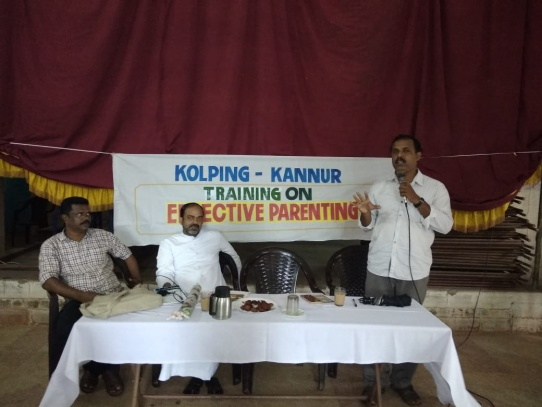 KOLPING - KANNUR
TRAINING ON
EFFECTIVE PARENTING